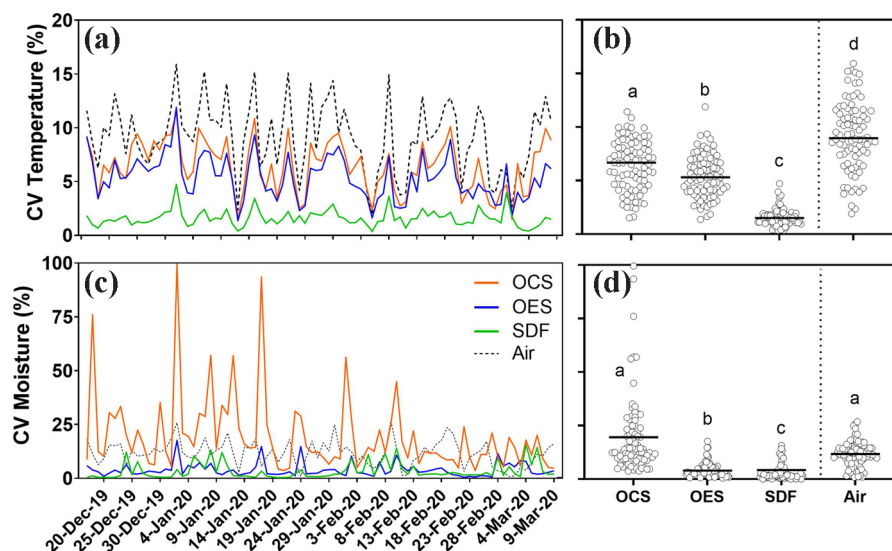 (a)
(b)
CV Temperature (%)
20
15
10
5
0
a
b
c
d
(c)
(d)
CV Moisture (%)
100
75
50
25
0
OCS
OES
SDF
Air
a
b
c
a
20-Dec-19
25-Dec-19
30-Dec-19
4-Jan-20
9-Jan-20
14-Jan-20
19-Jan-20
24-Jan-20
29-Jan-20
3-Feb-20
8-Feb-20
13-Feb-20
18-Feb-20
23-Feb-20
28-Feb-20
4-Mar-20
9-Mar-20
OCS OES SDF Air